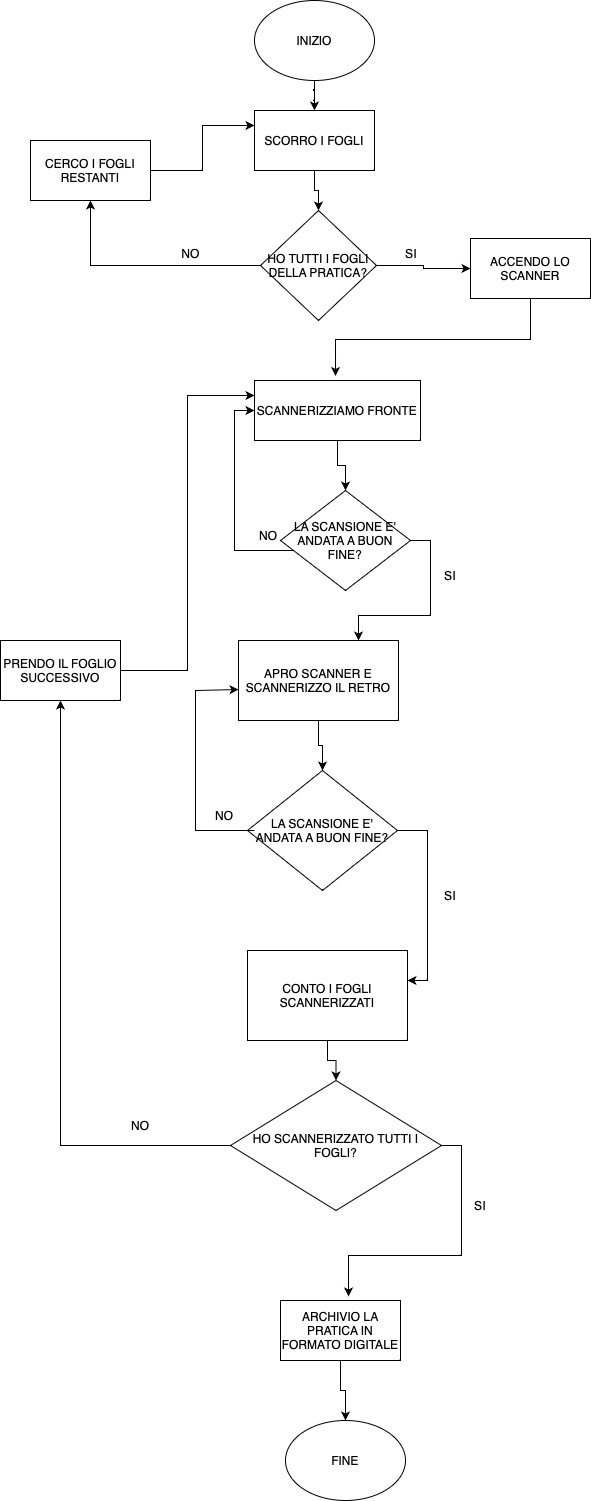 INIZIO
SCORRO I FOGLI
CERCO I FOGLI
RESTANTI
NO
HO TUTTI I FOGLI
DELLA PRATICA?
SI
ACCENDO LO
SCANNER
SCANNERIZZIAMO FRONTE
NO
LA SCANSIONE E'
ANDATA A BUON
FINE?
SI
PRENDO IL FOGLIO
SUCCESSIVO
APRO SCANNER E
SCANNERIZZO IL RETRO
NO
LA SCANSIONE E'
ANDATA A BUON FINE?
SI
CONTO I FOGLI
SCANNERIZZATI
NO
HO SCANNERIZZATO TUTTI I
FOGLI?
SI
ARCHIVIO LA
PRATICA IN
FORMATO DIGITALE
FINE